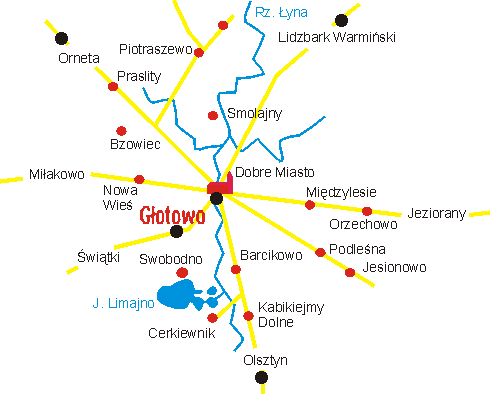 Rz. Łyna
Lidzbark Warmiński
Piotraszewo
Orneta
Praslity
Smolajny
Bzowiec
Dobre Miasto
Miłakowo
Nowa
Wieś
Międzylesie
Głotowo
Orzechowo
Jeziorany
Świątki
Swobodno
Barcikowo
Podleśna
Jesionowo
J. Limajno
Kabikiejmy
Dolne
Cerkiewnik
Olsztyn